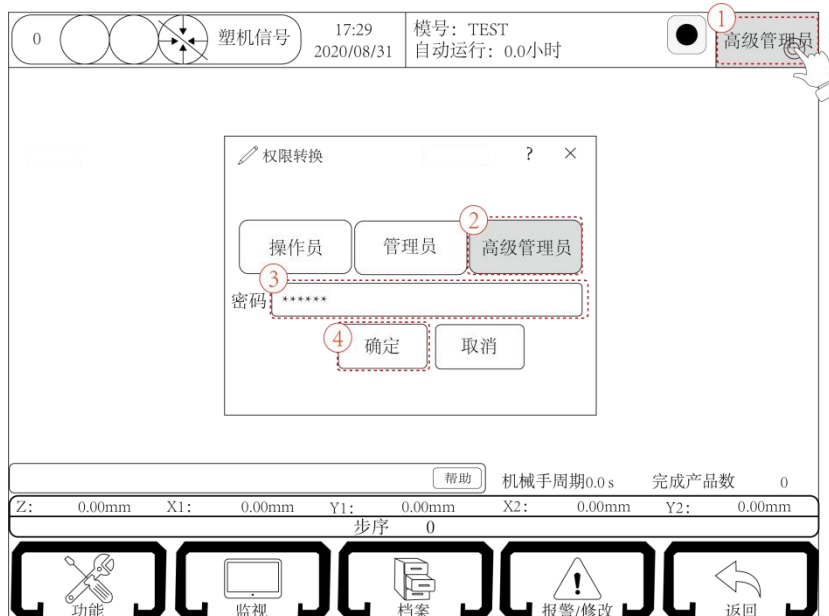 0 塑机信号 17:29 模号：TEST ① 高级管理员
2020/08/31 自动运行：0.0小时
权限转换 ? ×
操作员 管理员 ② 高级管理员
③ 密码 ******
④ 确定 取消
帮助 机械手周期0.0 s 完成产品数 0
Z: 0.00mm X1: 0.00mm Y1: 0.00mm X2: 0.00mm Y2: 0.00mm
步序 0
功能 监视 档案 报警/修改 返回